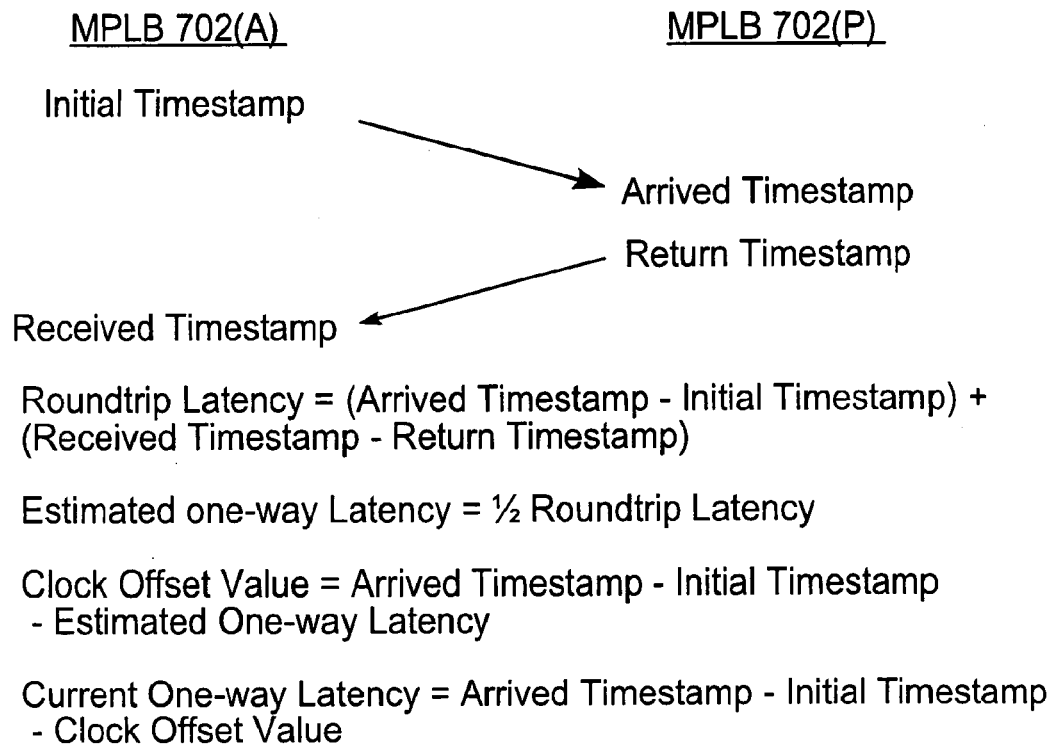 MPLB 702(A)
MPLB 702(P)
Initial Timestamp
Arrived Timestamp
Return Timestamp
Received Timestamp
Roundtrip Latency = (Arrived Timestamp - Initial Timestamp) +
(Received Timestamp - Return Timestamp)
Estimated one-way Latency = ½ Roundtrip Latency
Clock Offset Value = Arrived Timestamp - Initial Timestamp
- Estimated One-way Latency
Current One-way Latency = Arrived Timestamp - Initial Timestamp
- Clock Offset Value